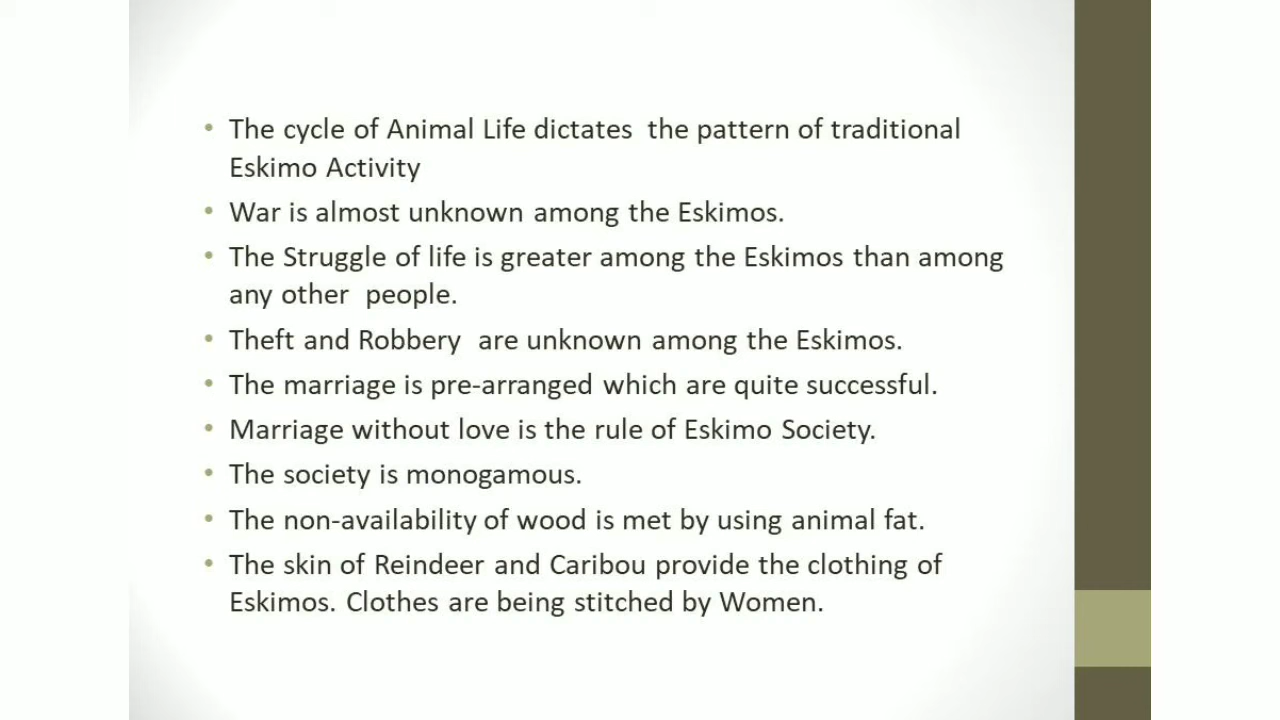 • The cycle of Animal Life dictates  the pattern of traditional
Eskimo Activity
• War is almost unknown among the Eskimos.
• The Struggle of life is greater among the Eskimos than among
any other  people.
• Theft and Robbery  are unknown among the Eskimos.
• The marriage is pre-arranged which are quite successful.
• Marriage without love is the rule of Eskimo Society.
• The society is monogamous.
• The non-availability of wood is met by using animal fat.
• The skin of Reindeer and Caribou provide the clothing of
Eskimos. Clothes are being stitched by Women.